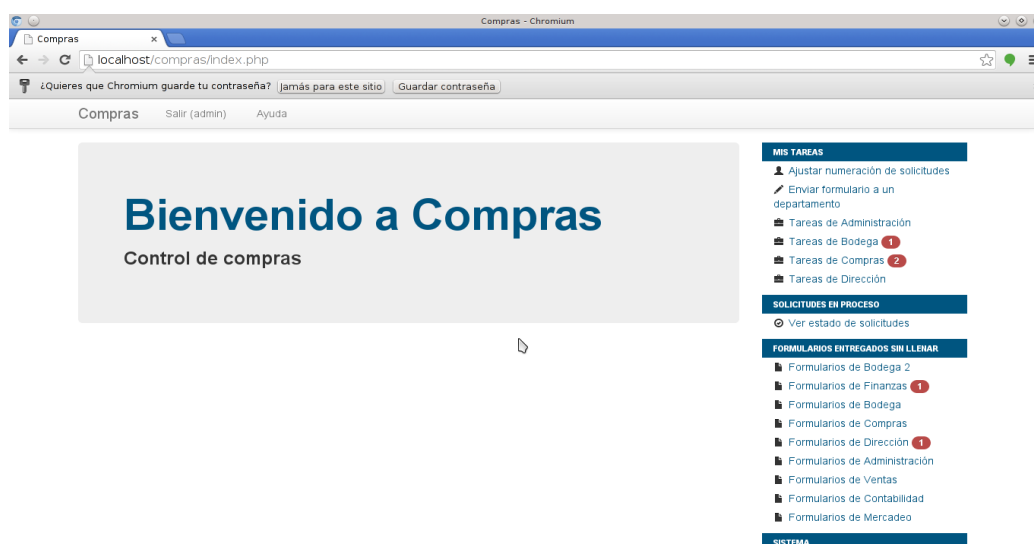 Compras - Chromium
Compras
localhost/compras/index.php
¿Quieres que Chromium guarde tu contraseña? Jamás para este sitio Guardar contraseña
Compras Salir (admin) Ayuda
Bienvenido a Compras
Control de compras
MIS TAREAS
Ajustar numeración de solicitudes
Enviar formulario a un
departamento
Tareas de Administración
Tareas de Bodega 1
Tareas de Compras 2
Tareas de Dirección
SOLICITUDES EN PROCESO
Ver estado de solicitudes
FORMULARIOS ENTREGADOS SIN LLENAR
Formularios de Bodega 2
Formularios de Finanzas 1
Formularios de Bodega
Formularios de Compras
Formularios de Dirección 1
Formularios de Administración
Formularios de Ventas
Formularios de Contabilidad
Formularios de Mercadeo
SISTEMA